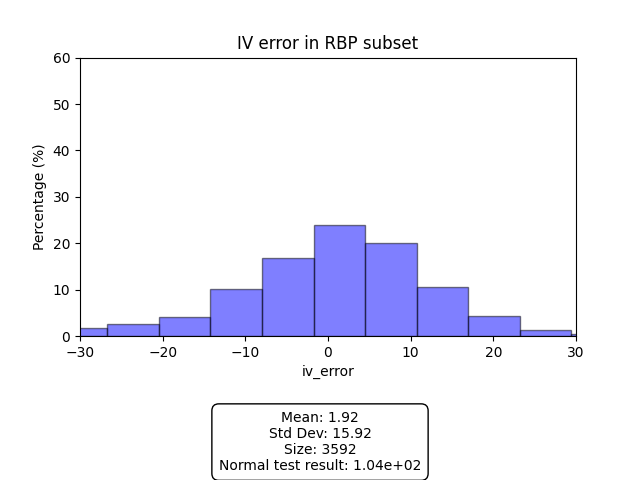 IV error in RBP subset
60
50
40
30
20
10
0
Percentage (%)
−30 −20 −10 0 10 20 30
iv_error
Mean: 1.92
Std Dev: 15.92
Size: 3592
Normal test result: 1.04e+02